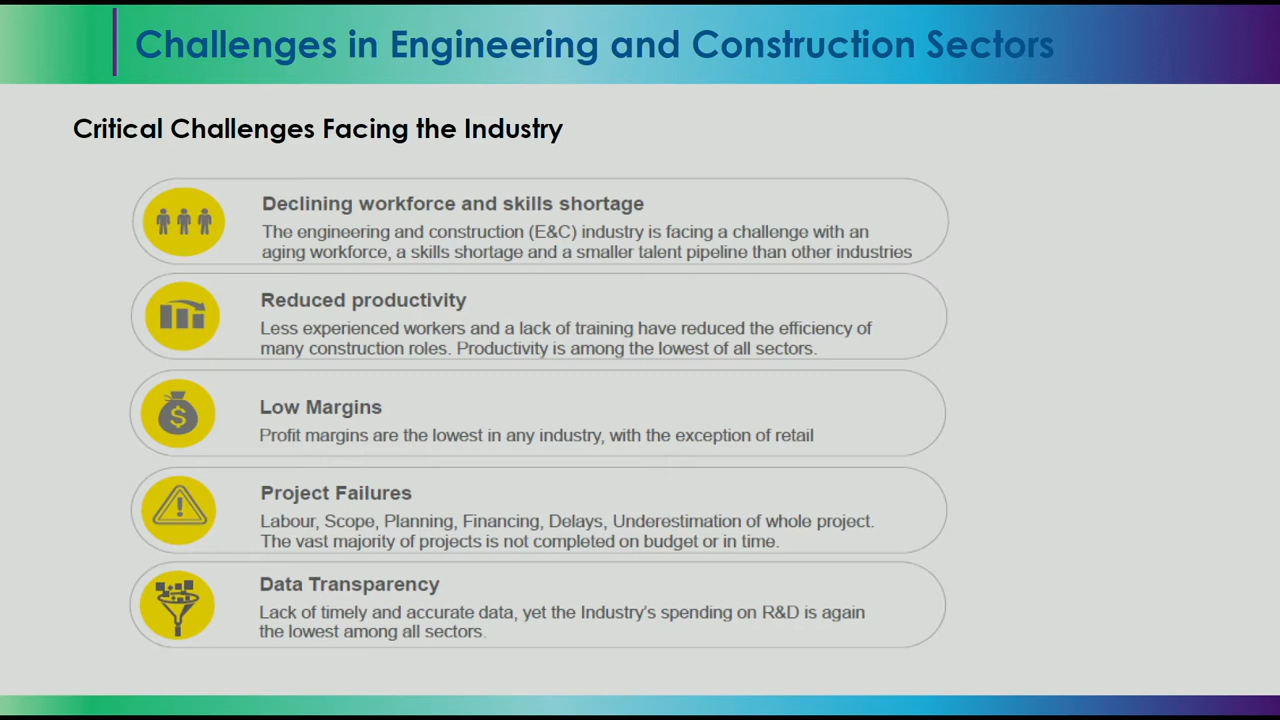 Challenges in Engineering and Construction Sectors
Critical Challenges Facing the Industry
Declining workforce and skills shortage
The engineering and construction (E&C) industry is facing a challenge with an
aging workforce, a skills shortage and a smaller talent pipeline than other industries
Reduced productivity
Less experienced workers and a lack of training have reduced the efficiency of
many construction roles. Productivity is among the lowest of all sectors.
Low Margins
Profit margins are the lowest in any industry, with the exception of retail
Project Failures
Labour, Scope, Planning, Financing, Delays, Underestimation of whole project.
The vast majority of projects is not completed on budget or in time.
Data Transparency
Lack of timely and accurate data, yet the Industry's spending on R&D is again
the lowest among all sectors.